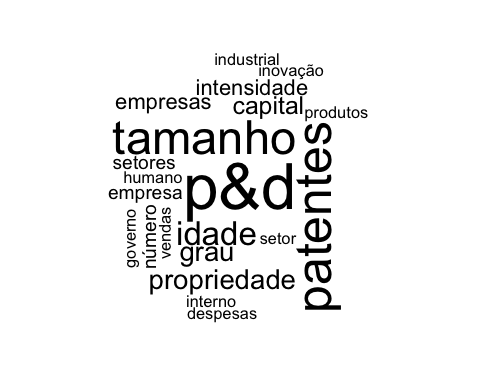 industrial
inovação
intensidade
empresas
capital
produtos
tamanho
patentes
setores
humano
p&d
empresa
governo
número
vendas
idade
setor
grau
propriedade
interno
despesas